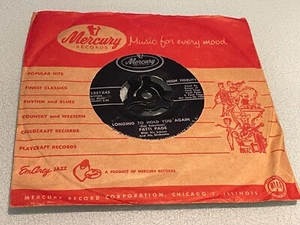 Mercury
RECORDS
Music for every mood
POPULAR HITS
FINEST CLASSICS
RHYTHM and BLUES
COUNTRY and WESTERN
CHILDCRAFT RECORDS
PLAYCRAFT RECORDS
Mercury
HIGH FIDELITY
LONGING TO HOLD YOU AGAIN
PATTI PAGE
EmArcy JAZZ
A PRODUCT OF MERCURY RECORDS
MERCURY RECORD CORPORATION, CHICAGO 1, ILLINOIS